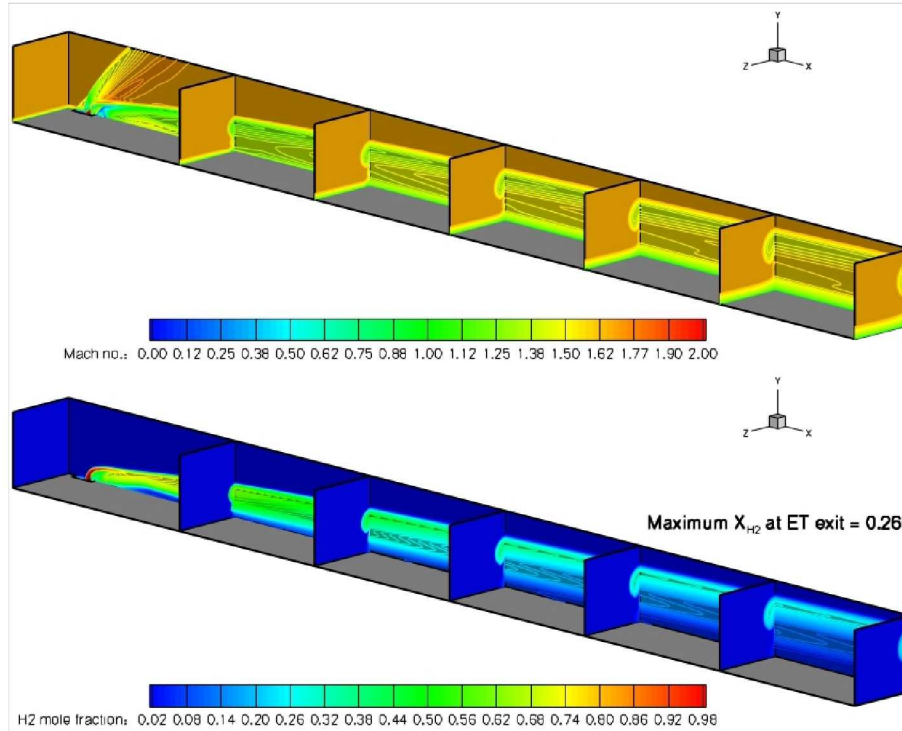 Y
Z X
Mach no.: 0.00 0.12 0.25 0.38 0.50 0.62 0.75 0.88 1.00 1.12 1.25 1.38 1.50 1.62 1.77 1.90 2.00
Y
Z X
Maximum X_H2 at ET exit = 0.26
H2 mole fraction: 0.02 0.08 0.14 0.20 0.26 0.32 0.38 0.44 0.50 0.56 0.62 0.68 0.74 0.80 0.86 0.92 0.98